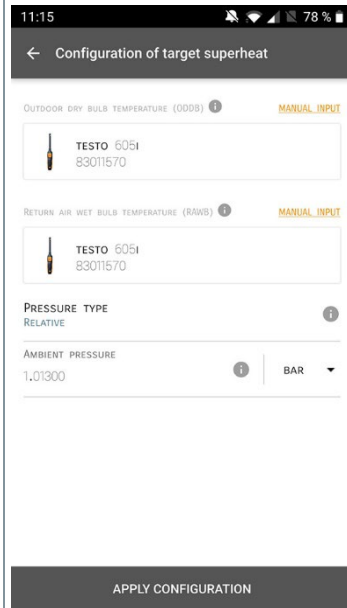 11:15 78 %
Configuration of target superheat
OUTDOOR DRY BULB TEMPERATURE (ODDB) MANUAL INPUT
TESTO 605I
83011570
RETURN AIR WET BULB TEMPERATURE (RAWB) MANUAL INPUT
TESTO 605I
83011570
PRESSURE TYPE
RELATIVE
AMBIENT PRESSURE
1.01300 BAR
APPLY CONFIGURATION